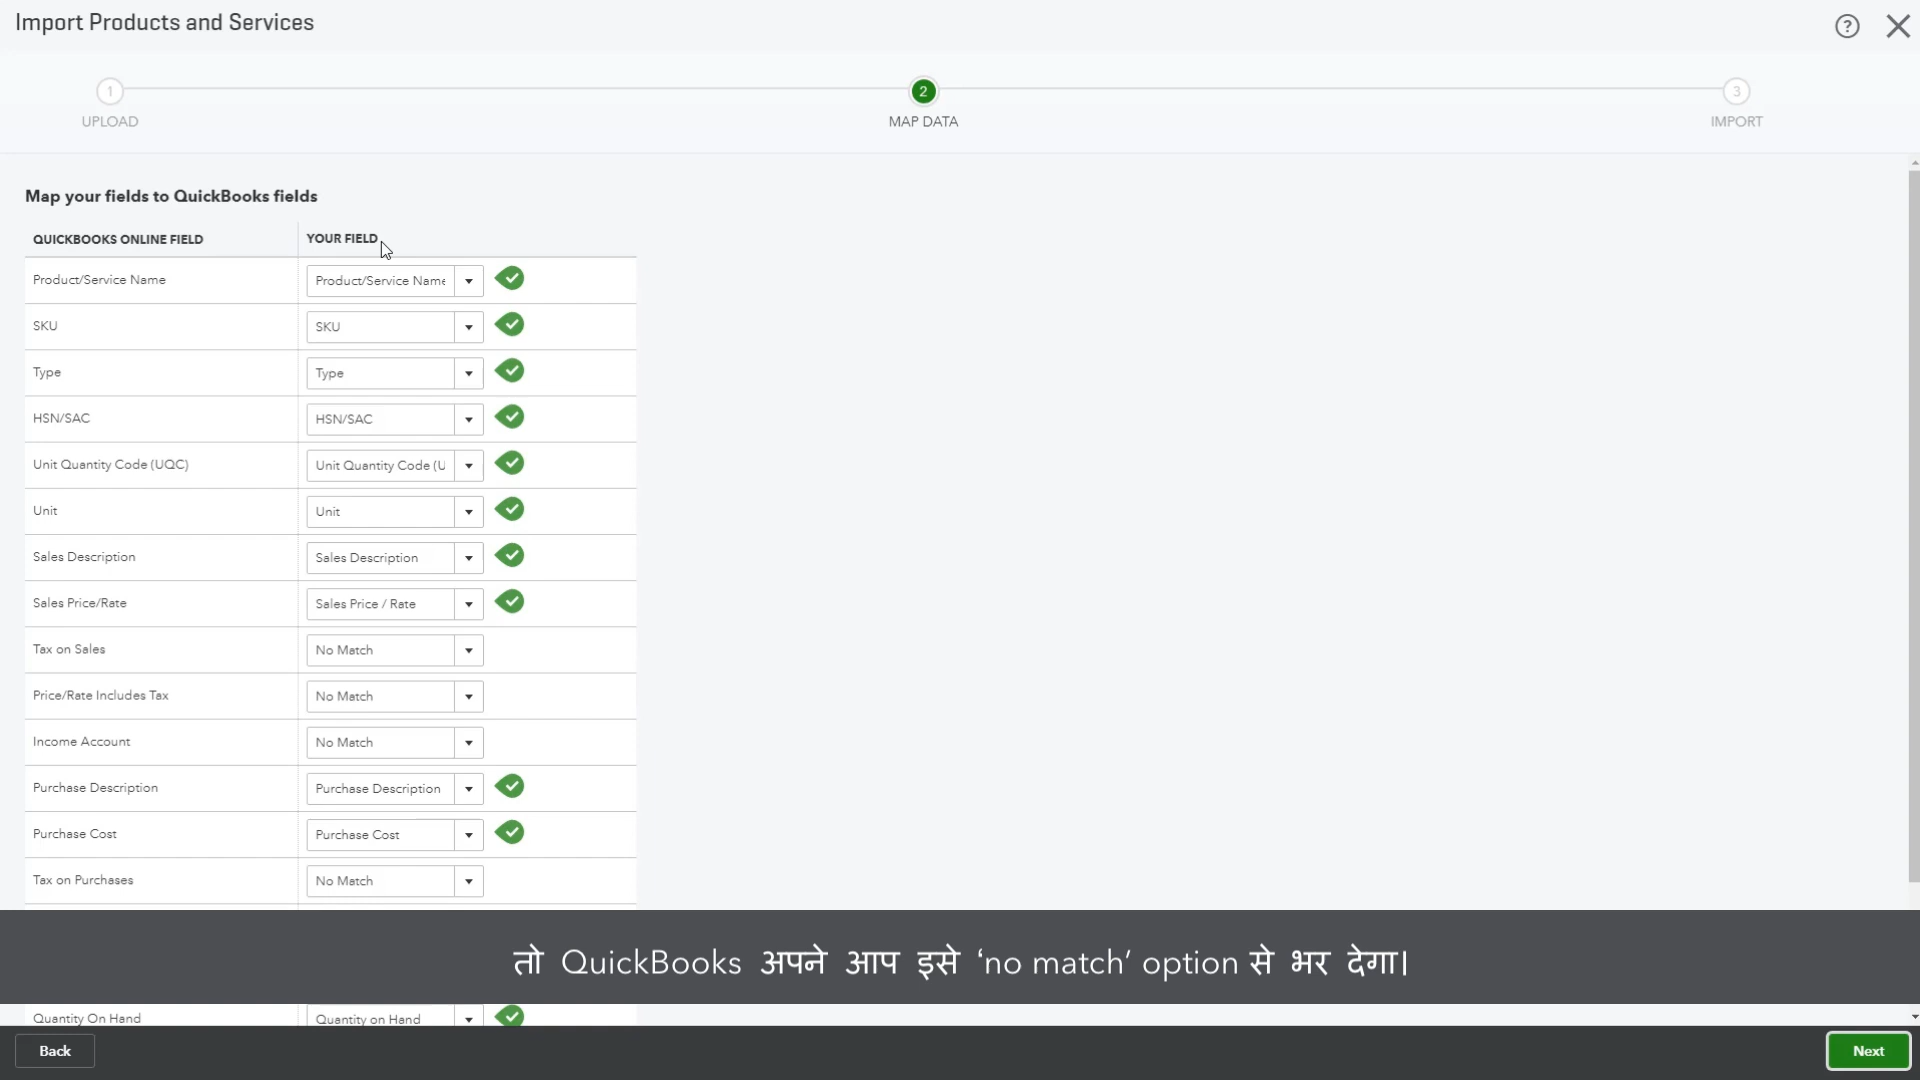 Import Products and Services
?
1 2 3
UPLOAD MAP DATA IMPORT
Map your fields to QuickBooks fields
QUICKBOOKS ONLINE FIELD YOUR FIELD
Product/Service Name Product/Service Name
SKU SKU
Type Type
HSN/SAC HSN/SAC
Unit Quantity Code (UQC) Unit Quantity Code (U
Unit Unit
Sales Description Sales Description
Sales Price/Rate Sales Price / Rate
Tax on Sales No Match
Price/Rate Includes Tax No Match
Income Account No Match
Purchase Description Purchase Description
Purchase Cost Purchase Cost
Tax on Purchases No Match
तो QuickBooks अपने आप इसे ‘no match’ option से भर देगा।
Quantity On Hand Quantity on Hand
Back Next